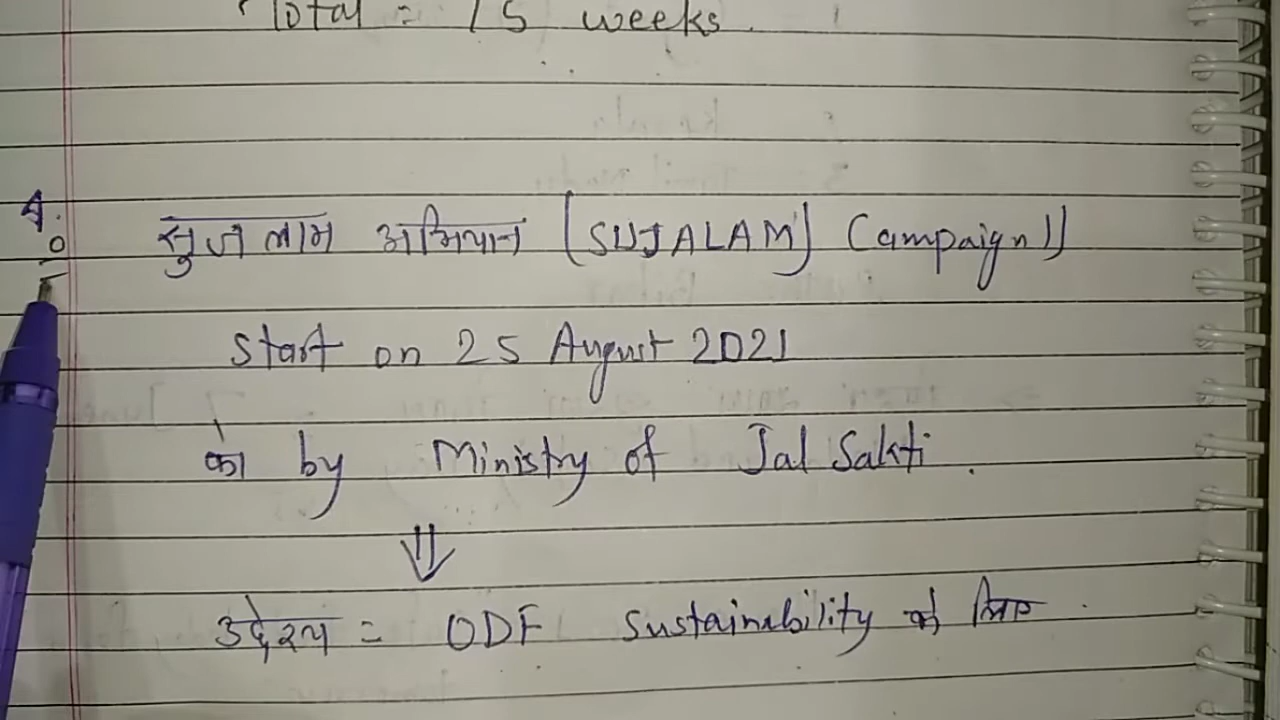 Total = 15 weeks.
4.
सुजलाम अभियान (SUJALAM) Campaign))
Start on 25 August 2021
को by Ministry of Jal Sakti.
उद्देश्य = ODF Sustainability के लिए.